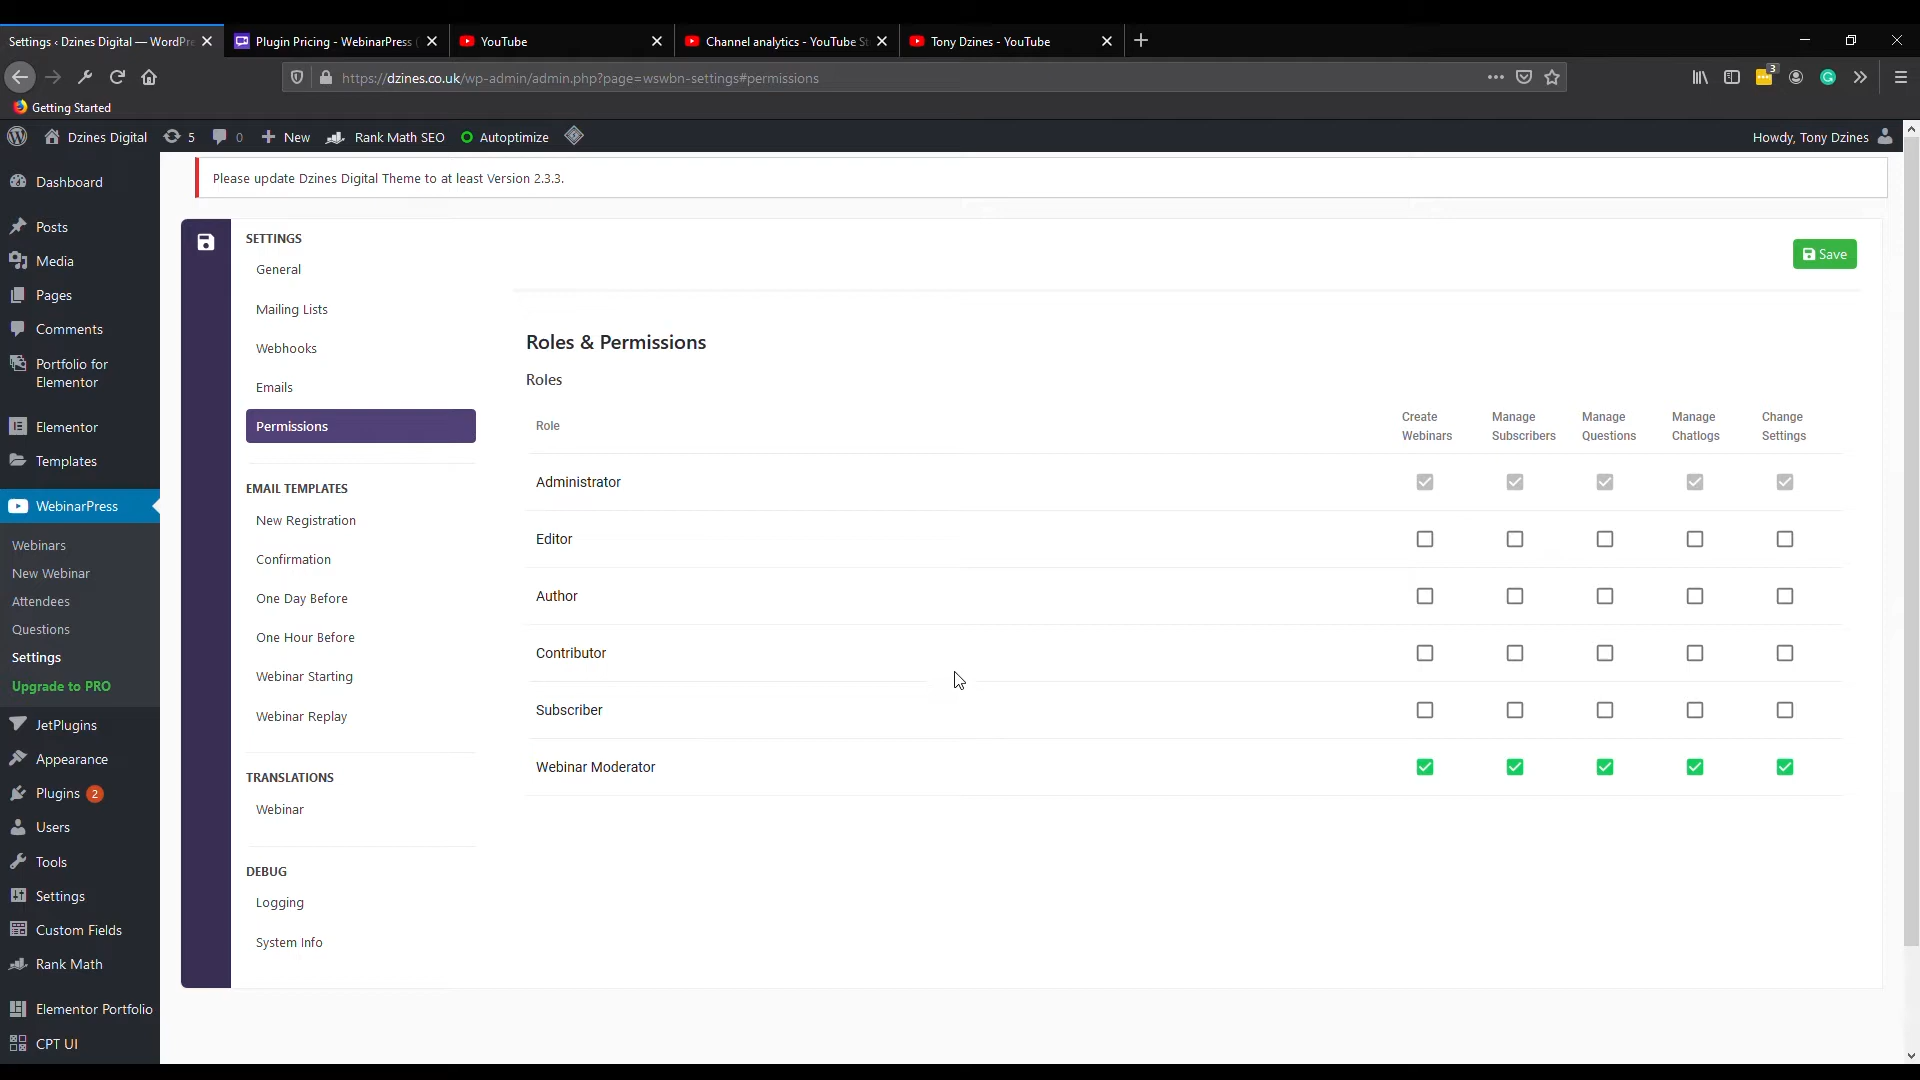 Settings ‹ Dzines Digital — WordPre
Plugin Pricing - WebinarPress
YouTube
Channel analytics - YouTube St
Tony Dzines - YouTube
https://dzines.co.uk/wp-admin/admin.php?page=wswbn-settings#permissions
3
Getting Started
Dzines Digital
5
0
New
Rank Math SEO
Autoptimize
Howdy, Tony Dzines
Dashboard
Posts
Media
Pages
Comments
Portfolio for
Elementor
Elementor
Templates
WebinarPress
Webinars
New Webinar
Attendees
Questions
Settings
Upgrade to PRO
JetPlugins
Appearance
Plugins 2
Users
Tools
Settings
Custom Fields
Rank Math
Elementor Portfolio
CPT UI
Please update Dzines Digital Theme to at least Version 2.3.3.
SETTINGS
General
Mailing Lists
Webhooks
Emails
Permissions
EMAIL TEMPLATES
New Registration
Confirmation
One Day Before
One Hour Before
Webinar Starting
Webinar Replay
TRANSLATIONS
Webinar
DEBUG
Logging
System Info
Save
Roles & Permissions
Roles
Role
Create
Webinars
Manage
Subscribers
Manage
Questions
Manage
Chatlogs
Change
Settings
Administrator
Editor
Author
Contributor
Subscriber
Webinar Moderator